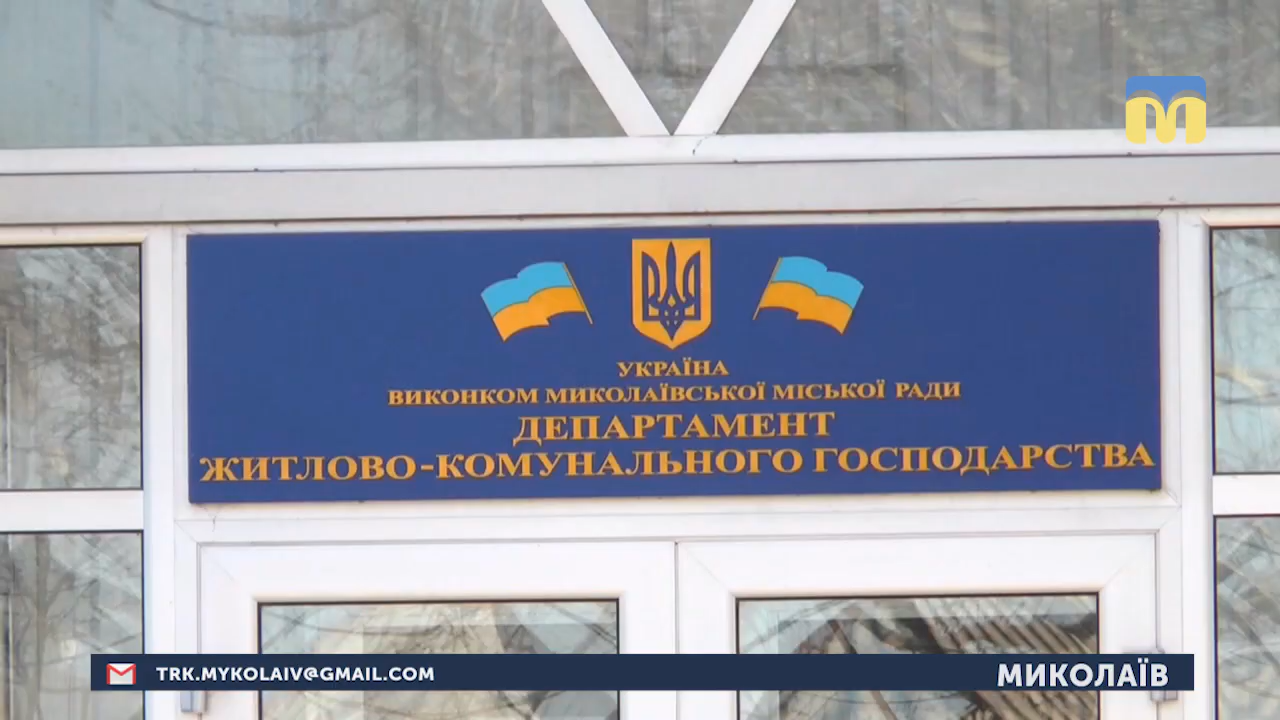 М
УКРАЇНА
ВИКОНКОМ МИКОЛАЇВСЬКОЇ МІСЬКОЇ РАДИ
ДЕПАРТАМЕНТ
ЖИТЛОВО-КОМУНАЛЬНОГО ГОСПОДАРСТВА
TRK.MYKOLAIV@GMAIL.COM
МИКОЛАЇВ